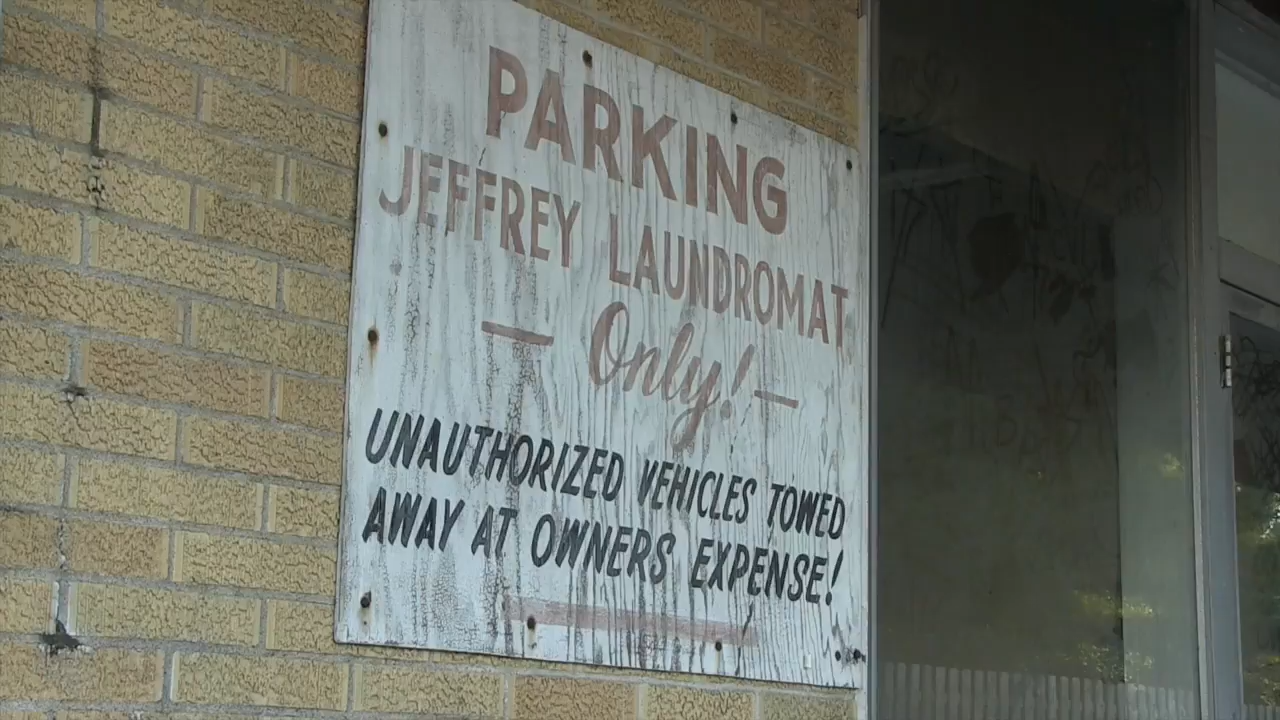 PARKING
JEFFREY LAUNDROMAT
— Only! —
UNAUTHORIZED VEHICLES TOWED
AWAY AT OWNERS EXPENSE!